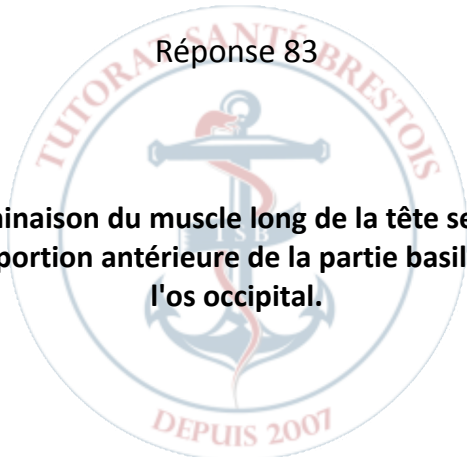 Réponse 83
TUTORAT SANTÉ BRESTOIS
inaison du muscle long de la tête se
portion antérieure de la partie basil
l'os occipital.
DEPUIS 2007